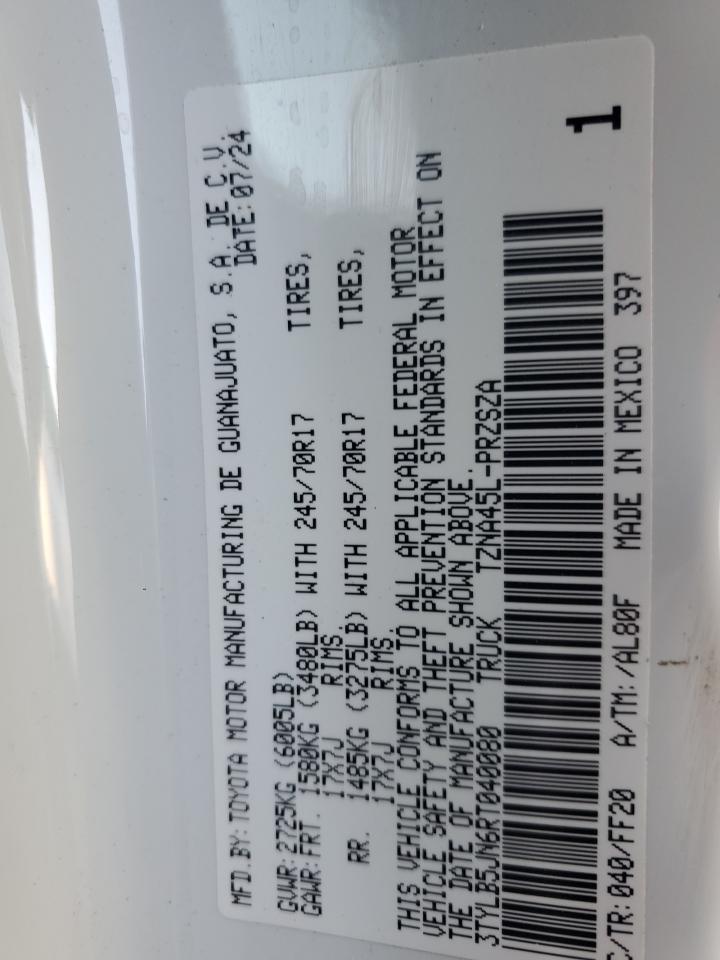 MFD.BY:TOYOTA MOTOR MANUFACTURING DE GUANAJUATO, S.A. DE C.V.
DATE:07/24
GVWR:2725KG (6005LB)
GAWR:FRT. 1580KG (3480LB) WITH 245/70R17 TIRES,
17X7J RIMS.
RR. 1485KG (3275LB) WITH 245/70R17 TIRES,
17X7J RIMS.
THIS VEHICLE CONFORMS TO ALL APPLICABLE FEDERAL MOTOR
VEHICLE SAFETY AND THEFT PREVENTION STANDARDS IN EFFECT ON
THE DATE OF MANUFACTURE SHOWN ABOVE.
3TYLB5JN6RT040080 TRUCK TZNA45L-PRZSZA
1
C/TR:040/FF20 A/TM:/AL80F MADE IN MEXICO 397